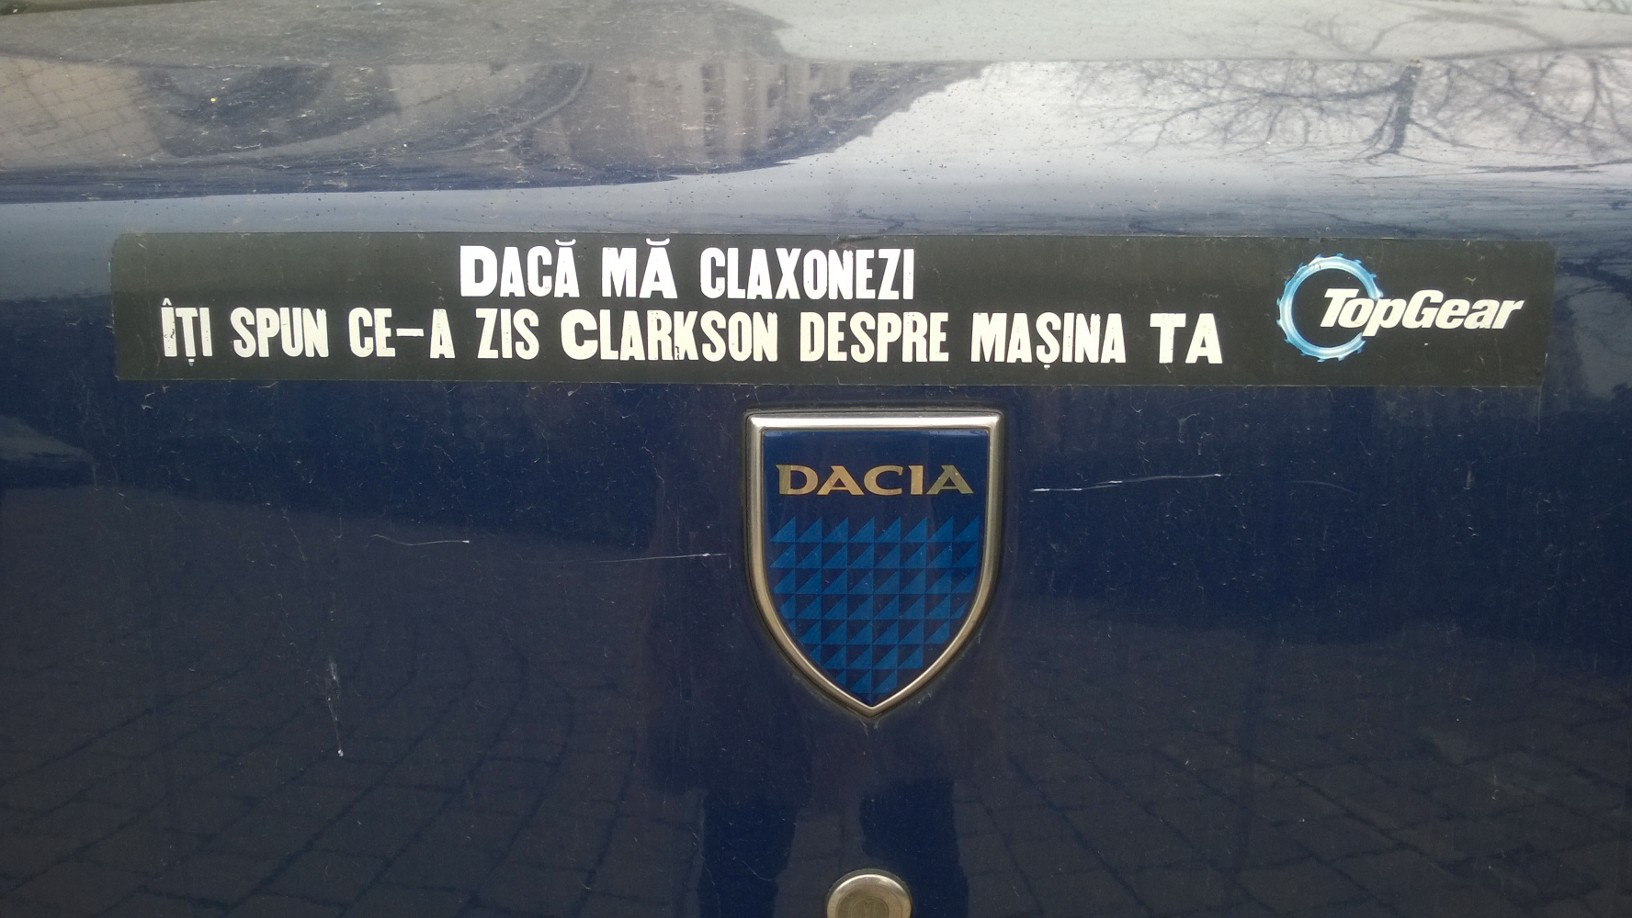 DACĂ MĂ CLAXONEZI
ÎȚI SPUN CE-A ZIS CLARKSON DESPRE MAȘINA TA
TopGear
DACIA